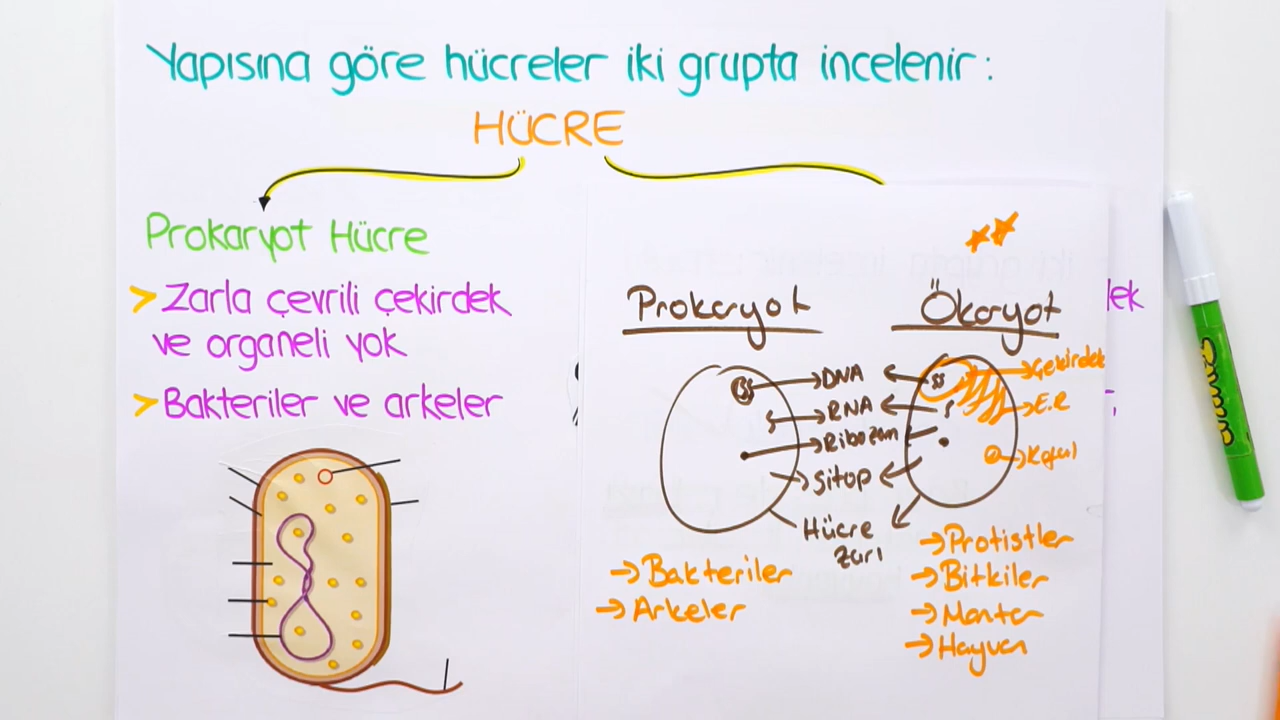 Yapısına göre hücreler iki grupta incelenir:
HÜCRE
Prokaryot Hücre
> Zarla çevrili çekirdek
ve organeli yok
> Bakteriler ve arkeler
Prokaryot
Ökaryot
DNA
RNA
Ribozom
Sitop
Hücre
zarı
Çekirdek
E.R
Koful
→ Bakteriler
→ Arkeler
→ Protistler
→ Bitkiler
→ Mantar
→ Hayvan